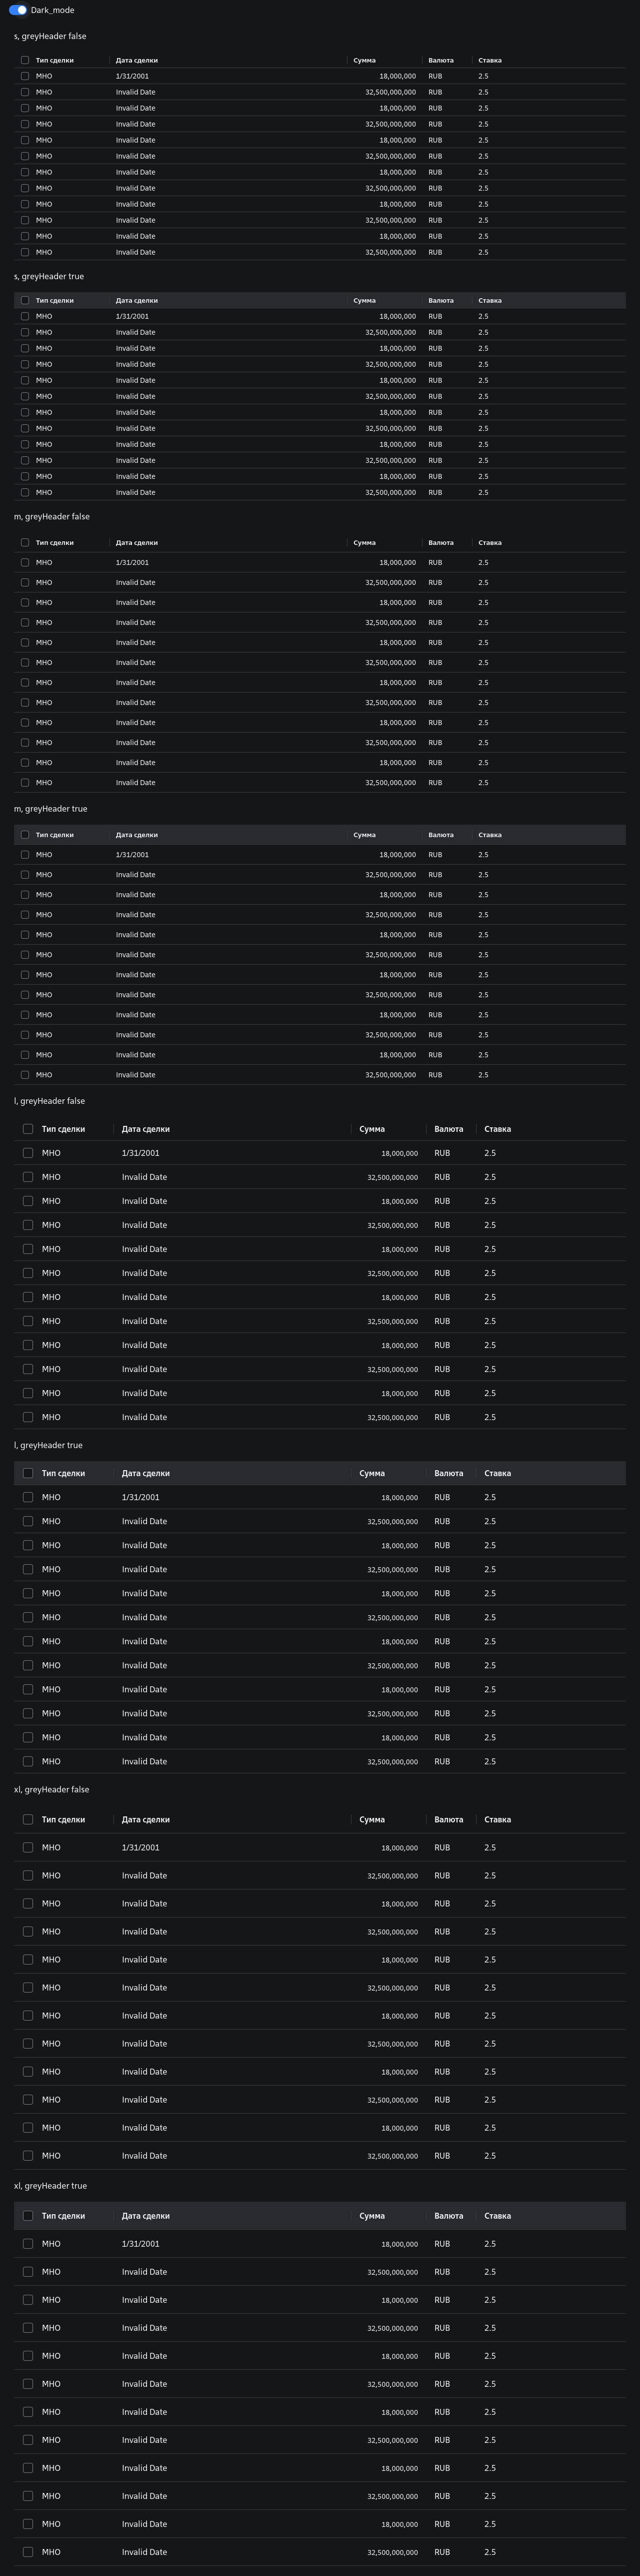 Dark_mode
s, greyHeader false
Тип сделки Дата сделки Сумма Валюта Ставка
МНО 1/31/2001 18,000,000 RUB 2.5
МНО Invalid Date 32,500,000,000 RUB 2.5
МНО Invalid Date 18,000,000 RUB 2.5
МНО Invalid Date 32,500,000,000 RUB 2.5
МНО Invalid Date 18,000,000 RUB 2.5
МНО Invalid Date 32,500,000,000 RUB 2.5
МНО Invalid Date 18,000,000 RUB 2.5
МНО Invalid Date 32,500,000,000 RUB 2.5
МНО Invalid Date 18,000,000 RUB 2.5
МНО Invalid Date 32,500,000,000 RUB 2.5
МНО Invalid Date 18,000,000 RUB 2.5
МНО Invalid Date 32,500,000,000 RUB 2.5
s, greyHeader true
Тип сделки Дата сделки Сумма Валюта Ставка
МНО 1/31/2001 18,000,000 RUB 2.5
МНО Invalid Date 32,500,000,000 RUB 2.5
МНО Invalid Date 18,000,000 RUB 2.5
МНО Invalid Date 32,500,000,000 RUB 2.5
МНО Invalid Date 18,000,000 RUB 2.5
МНО Invalid Date 32,500,000,000 RUB 2.5
МНО Invalid Date 18,000,000 RUB 2.5
МНО Invalid Date 32,500,000,000 RUB 2.5
МНО Invalid Date 18,000,000 RUB 2.5
МНО Invalid Date 32,500,000,000 RUB 2.5
МНО Invalid Date 18,000,000 RUB 2.5
МНО Invalid Date 32,500,000,000 RUB 2.5
m, greyHeader false
Тип сделки Дата сделки Сумма Валюта Ставка
МНО 1/31/2001 18,000,000 RUB 2.5
МНО Invalid Date 32,500,000,000 RUB 2.5
МНО Invalid Date 18,000,000 RUB 2.5
МНО Invalid Date 32,500,000,000 RUB 2.5
МНО Invalid Date 18,000,000 RUB 2.5
МНО Invalid Date 32,500,000,000 RUB 2.5
МНО Invalid Date 18,000,000 RUB 2.5
МНО Invalid Date 32,500,000,000 RUB 2.5
МНО Invalid Date 18,000,000 RUB 2.5
МНО Invalid Date 32,500,000,000 RUB 2.5
МНО Invalid Date 18,000,000 RUB 2.5
МНО Invalid Date 32,500,000,000 RUB 2.5
m, greyHeader true
Тип сделки Дата сделки Сумма Валюта Ставка
МНО 1/31/2001 18,000,000 RUB 2.5
МНО Invalid Date 32,500,000,000 RUB 2.5
МНО Invalid Date 18,000,000 RUB 2.5
МНО Invalid Date 32,500,000,000 RUB 2.5
МНО Invalid Date 18,000,000 RUB 2.5
МНО Invalid Date 32,500,000,000 RUB 2.5
МНО Invalid Date 18,000,000 RUB 2.5
МНО Invalid Date 32,500,000,000 RUB 2.5
МНО Invalid Date 18,000,000 RUB 2.5
МНО Invalid Date 32,500,000,000 RUB 2.5
МНО Invalid Date 18,000,000 RUB 2.5
МНО Invalid Date 32,500,000,000 RUB 2.5
l, greyHeader false
Тип сделки Дата сделки Сумма Валюта Ставка
МНО 1/31/2001 18,000,000 RUB 2.5
МНО Invalid Date 32,500,000,000 RUB 2.5
МНО Invalid Date 18,000,000 RUB 2.5
МНО Invalid Date 32,500,000,000 RUB 2.5
МНО Invalid Date 18,000,000 RUB 2.5
МНО Invalid Date 32,500,000,000 RUB 2.5
МНО Invalid Date 18,000,000 RUB 2.5
МНО Invalid Date 32,500,000,000 RUB 2.5
МНО Invalid Date 18,000,000 RUB 2.5
МНО Invalid Date 32,500,000,000 RUB 2.5
МНО Invalid Date 18,000,000 RUB 2.5
МНО Invalid Date 32,500,000,000 RUB 2.5
l, greyHeader true
Тип сделки Дата сделки Сумма Валюта Ставка
МНО 1/31/2001 18,000,000 RUB 2.5
МНО Invalid Date 32,500,000,000 RUB 2.5
МНО Invalid Date 18,000,000 RUB 2.5
МНО Invalid Date 32,500,000,000 RUB 2.5
МНО Invalid Date 18,000,000 RUB 2.5
МНО Invalid Date 32,500,000,000 RUB 2.5
МНО Invalid Date 18,000,000 RUB 2.5
МНО Invalid Date 32,500,000,000 RUB 2.5
МНО Invalid Date 18,000,000 RUB 2.5
МНО Invalid Date 32,500,000,000 RUB 2.5
МНО Invalid Date 18,000,000 RUB 2.5
МНО Invalid Date 32,500,000,000 RUB 2.5
xl, greyHeader false
Тип сделки Дата сделки Сумма Валюта Ставка
МНО 1/31/2001 18,000,000 RUB 2.5
МНО Invalid Date 32,500,000,000 RUB 2.5
МНО Invalid Date 18,000,000 RUB 2.5
МНО Invalid Date 32,500,000,000 RUB 2.5
МНО Invalid Date 18,000,000 RUB 2.5
МНО Invalid Date 32,500,000,000 RUB 2.5
МНО Invalid Date 18,000,000 RUB 2.5
МНО Invalid Date 32,500,000,000 RUB 2.5
МНО Invalid Date 18,000,000 RUB 2.5
МНО Invalid Date 32,500,000,000 RUB 2.5
МНО Invalid Date 18,000,000 RUB 2.5
МНО Invalid Date 32,500,000,000 RUB 2.5
xl, greyHeader true
Тип сделки Дата сделки Сумма Валюта Ставка
МНО 1/31/2001 18,000,000 RUB 2.5
МНО Invalid Date 32,500,000,000 RUB 2.5
МНО Invalid Date 18,000,000 RUB 2.5
МНО Invalid Date 32,500,000,000 RUB 2.5
МНО Invalid Date 18,000,000 RUB 2.5
МНО Invalid Date 32,500,000,000 RUB 2.5
МНО Invalid Date 18,000,000 RUB 2.5
МНО Invalid Date 32,500,000,000 RUB 2.5
МНО Invalid Date 18,000,000 RUB 2.5
МНО Invalid Date 32,500,000,000 RUB 2.5
МНО Invalid Date 18,000,000 RUB 2.5
МНО Invalid Date 32,500,000,000 RUB 2.5